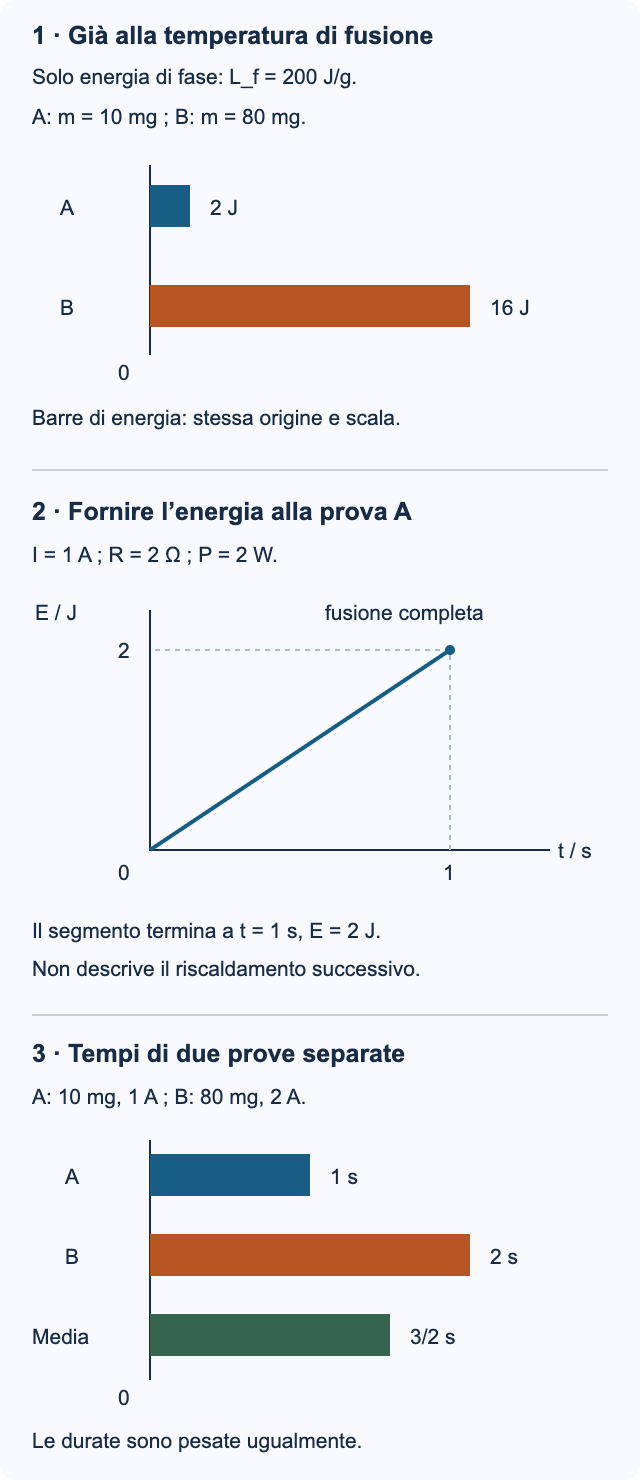 1 · Già alla temperatura di fusione
Solo energia di fase: L_f = 200 J/g.
A: m = 10 mg ; B: m = 80 mg.
A
2 J
B
16 J
0
Barre di energia: stessa origine e scala.
2 · Fornire l’energia alla prova A
I = 1 A ; R = 2 Ω ; P = 2 W.
E / J
fusione completa
2
t / s
0
1
Il segmento termina a t = 1 s, E = 2 J.
Non descrive il riscaldamento successivo.
3 · Tempi di due prove separate
A: 10 mg, 1 A ; B: 80 mg, 2 A.
A
1 s
B
2 s
Media
3/2 s
0
Le durate sono pesate ugualmente.